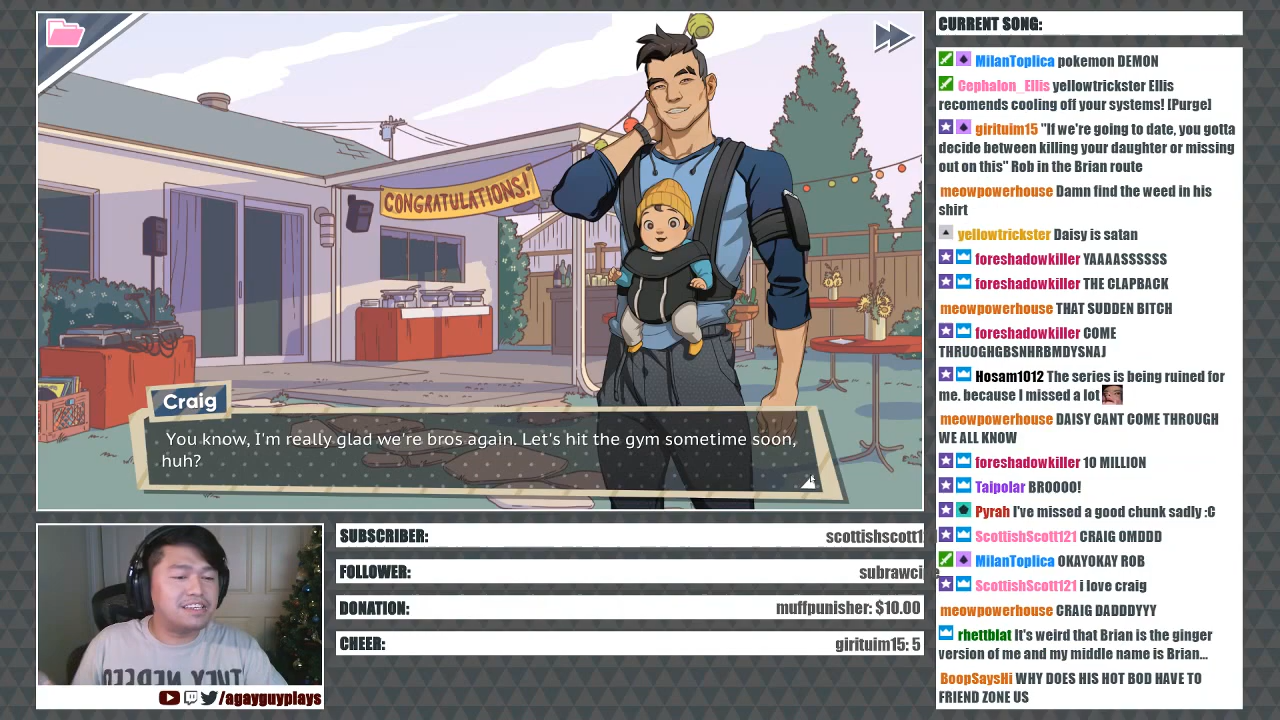 CONGRATULATIONS!
Craig
You know, I'm really glad we're bros again. Let's hit the gym sometime soon,
huh?
SUBSCRIBER: scottishscott1
FOLLOWER: subrawci
DONATION: muffpunisher: $10.00
CHEER: girituim15: 5
/agayguyplays
CURRENT SONG:
MilanToplica pokemon DEMON
Cephalon_Ellis yellowtrickster Ellis
recomends cooling off your systems! [Purge]
girituim15 "If we're going to date, you gotta
decide between killing your daughter or missing
out on this" Rob in the Brian route
meowpowerhouse Damn find the weed in his
shirt
yellowtrickster Daisy is satan
foreshadowkiller YAAAASSSSSS
foreshadowkiller THE CLAPBACK
meowpowerhouse THAT SUDDEN BITCH
foreshadowkiller COME
THRUOGHGBSNHRBMDYSNAJ
Hosam1012 The series is being ruined for
me. because I missed a lot
meowpowerhouse DAISY CANT COME THROUGH
WE ALL KNOW
foreshadowkiller 10 MILLION
Taipolar BROOOO!
Pyrah I've missed a good chunk sadly :C
ScottishScott121 CRAIG OMDDD
MilanToplica OKAYOKAY ROB
ScottishScott121 i love craig
meowpowerhouse CRAIG DADDDYYY
rhettblat It's weird that Brian is the ginger
version of me and my middle name is Brian...
BoopSaysHi WHY DOES HIS HOT BOD HAVE TO
FRIEND ZONE US